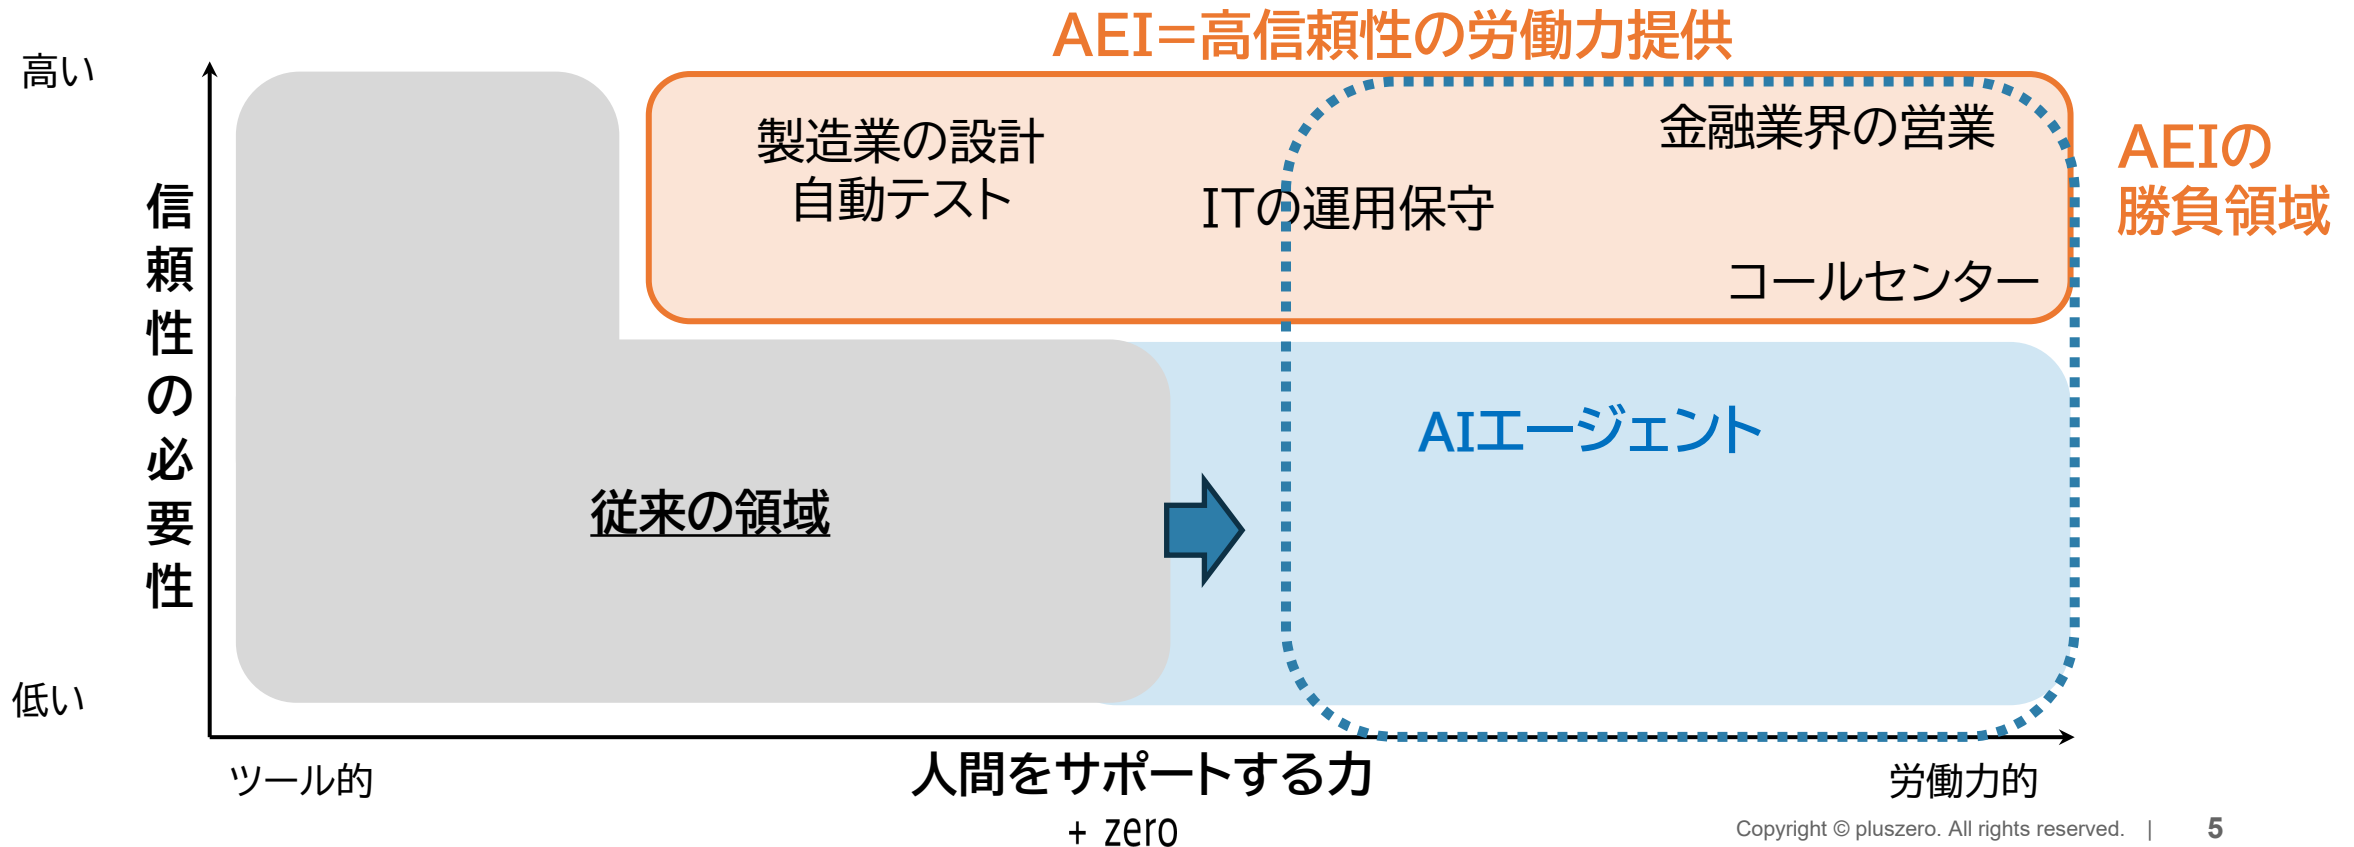 AEI=高信頼性の労働力提供
高い
製造業の設計
自動テスト
ITの運用保守
金融業界の営業
コールセンター
AEIの
勝負領域
信頼性の必要性
AIエージェント
従来の領域
低い
ツール的
人間をサポートする力
労働力的
+ zero
Copyright © pluszero. All rights reserved. | 5